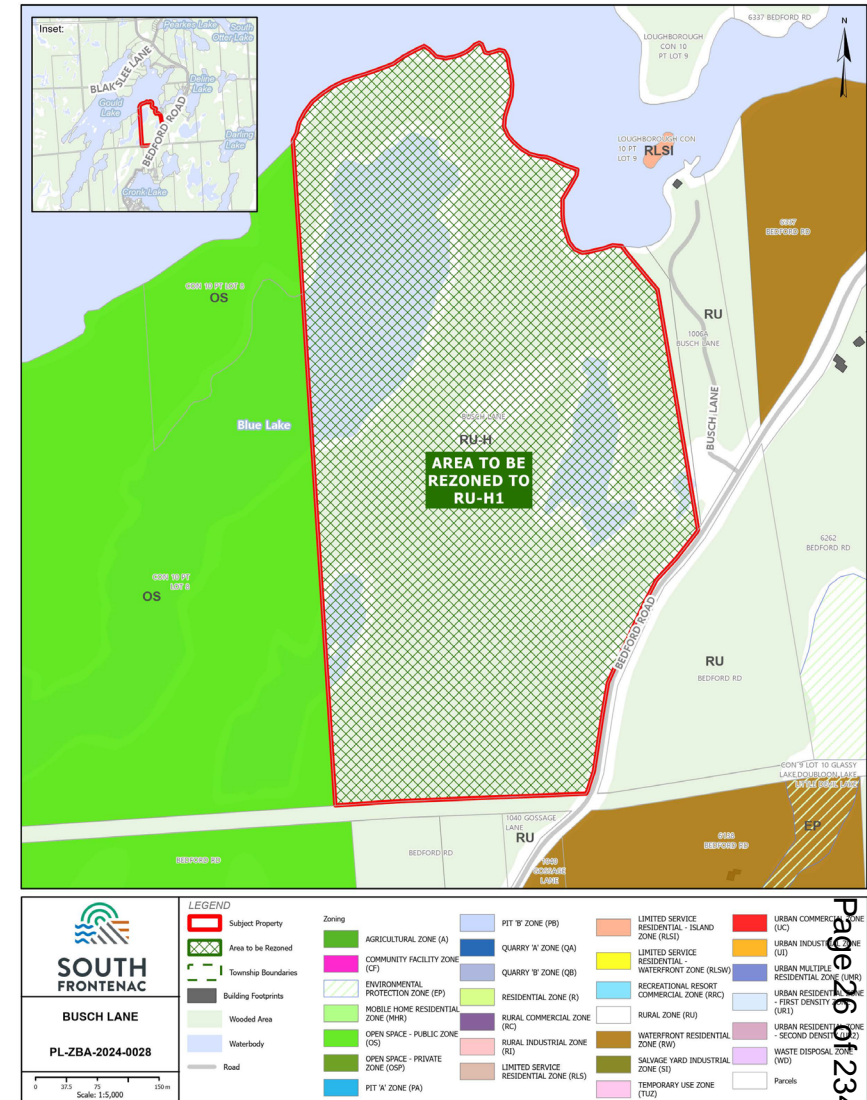 Inset:
Pearkes Lake
South
Otter Lake
BLAKSLEE LANE
Deline
Lake
Gould
Lake
BEDFORD ROAD
Darling
Lake
Cronk Lake
6337 BEDFORD RD
LOUGHBOROUGH
CON 10
PT LOT 9
N
LOUGHBOROUGH CON
10 PT
LOT 9
RLSI
BEDFORD RD
CON 10 PT LOT 8
OS
RU
1006A
BUSCH LANE
BUSCH LANE
Blue Lake
BUSCH LANE
RU-H
AREA TO BE
REZONED TO
RU-H1
6262
BEDFORD RD
CON 10 PT
LOT 8
OS
BEDFORD ROAD
RU
BEDFORD RD
CON 9 LOT 10 GLASSY
LAKE,DOUBLOON LAKE,
1040 GOSSAGE
LANE
RU
EP
BEDFORD RD
BEDFORD RD
BEDFORD RD
1040
GOSSAGE
LANE
SOUTH
FRONTENAC
BUSCH LANE
PL-ZBA-2024-0028
0 37.5 75 150 m
Scale: 1:5,000
LEGEND
Subject Property
Area to be Rezoned
Township Boundaries
Building Footprints
Wooded Area
Waterbody
Road
Zoning
AGRICULTURAL ZONE (A)
COMMUNITY FACILITY ZONE
(CF)
ENVIRONMENTAL
PROTECTION ZONE (EP)
MOBILE HOME RESIDENTIAL
ZONE (MHR)
OPEN SPACE - PUBLIC ZONE
(OS)
OPEN SPACE - PRIVATE
ZONE (OSP)
PIT 'A' ZONE (PA)
PIT 'B' ZONE (PB)
QUARRY 'A' ZONE (QA)
QUARRY 'B' ZONE (QB)
RESIDENTIAL ZONE (R)
RURAL COMMERCIAL ZONE
(RC)
RURAL INDUSTRIAL ZONE
(RI)
LIMITED SERVICE
RESIDENTIAL ZONE (RLS)
LIMITED SERVICE
RESIDENTIAL - ISLAND
ZONE (RLSI)
LIMITED SERVICE
RESIDENTIAL -
WATERFRONT ZONE (RLSW)
RECREATIONAL RESORT
COMMERCIAL ZONE (RRC)
RURAL ZONE (RU)
WATERFRONT RESIDENTIAL
ZONE (RW)
SALVAGE YARD INDUSTRIAL
ZONE (SI)
TEMPORARY USE ZONE
(TUZ)
URBAN COMMERCIAL ZONE
(UC)
URBAN INDUSTRIAL ZONE
(UI)
URBAN MULTIPLE
RESIDENTIAL ZONE (UMR)
URBAN RESIDENTIAL ZONE
- FIRST DENSITY ZONE
(UR1)
URBAN RESIDENTIAL ZONE
- SECOND DENSITY (UR2)
WASTE DISPOSAL ZONE
(WD)
Parcels
Page 26 of 234